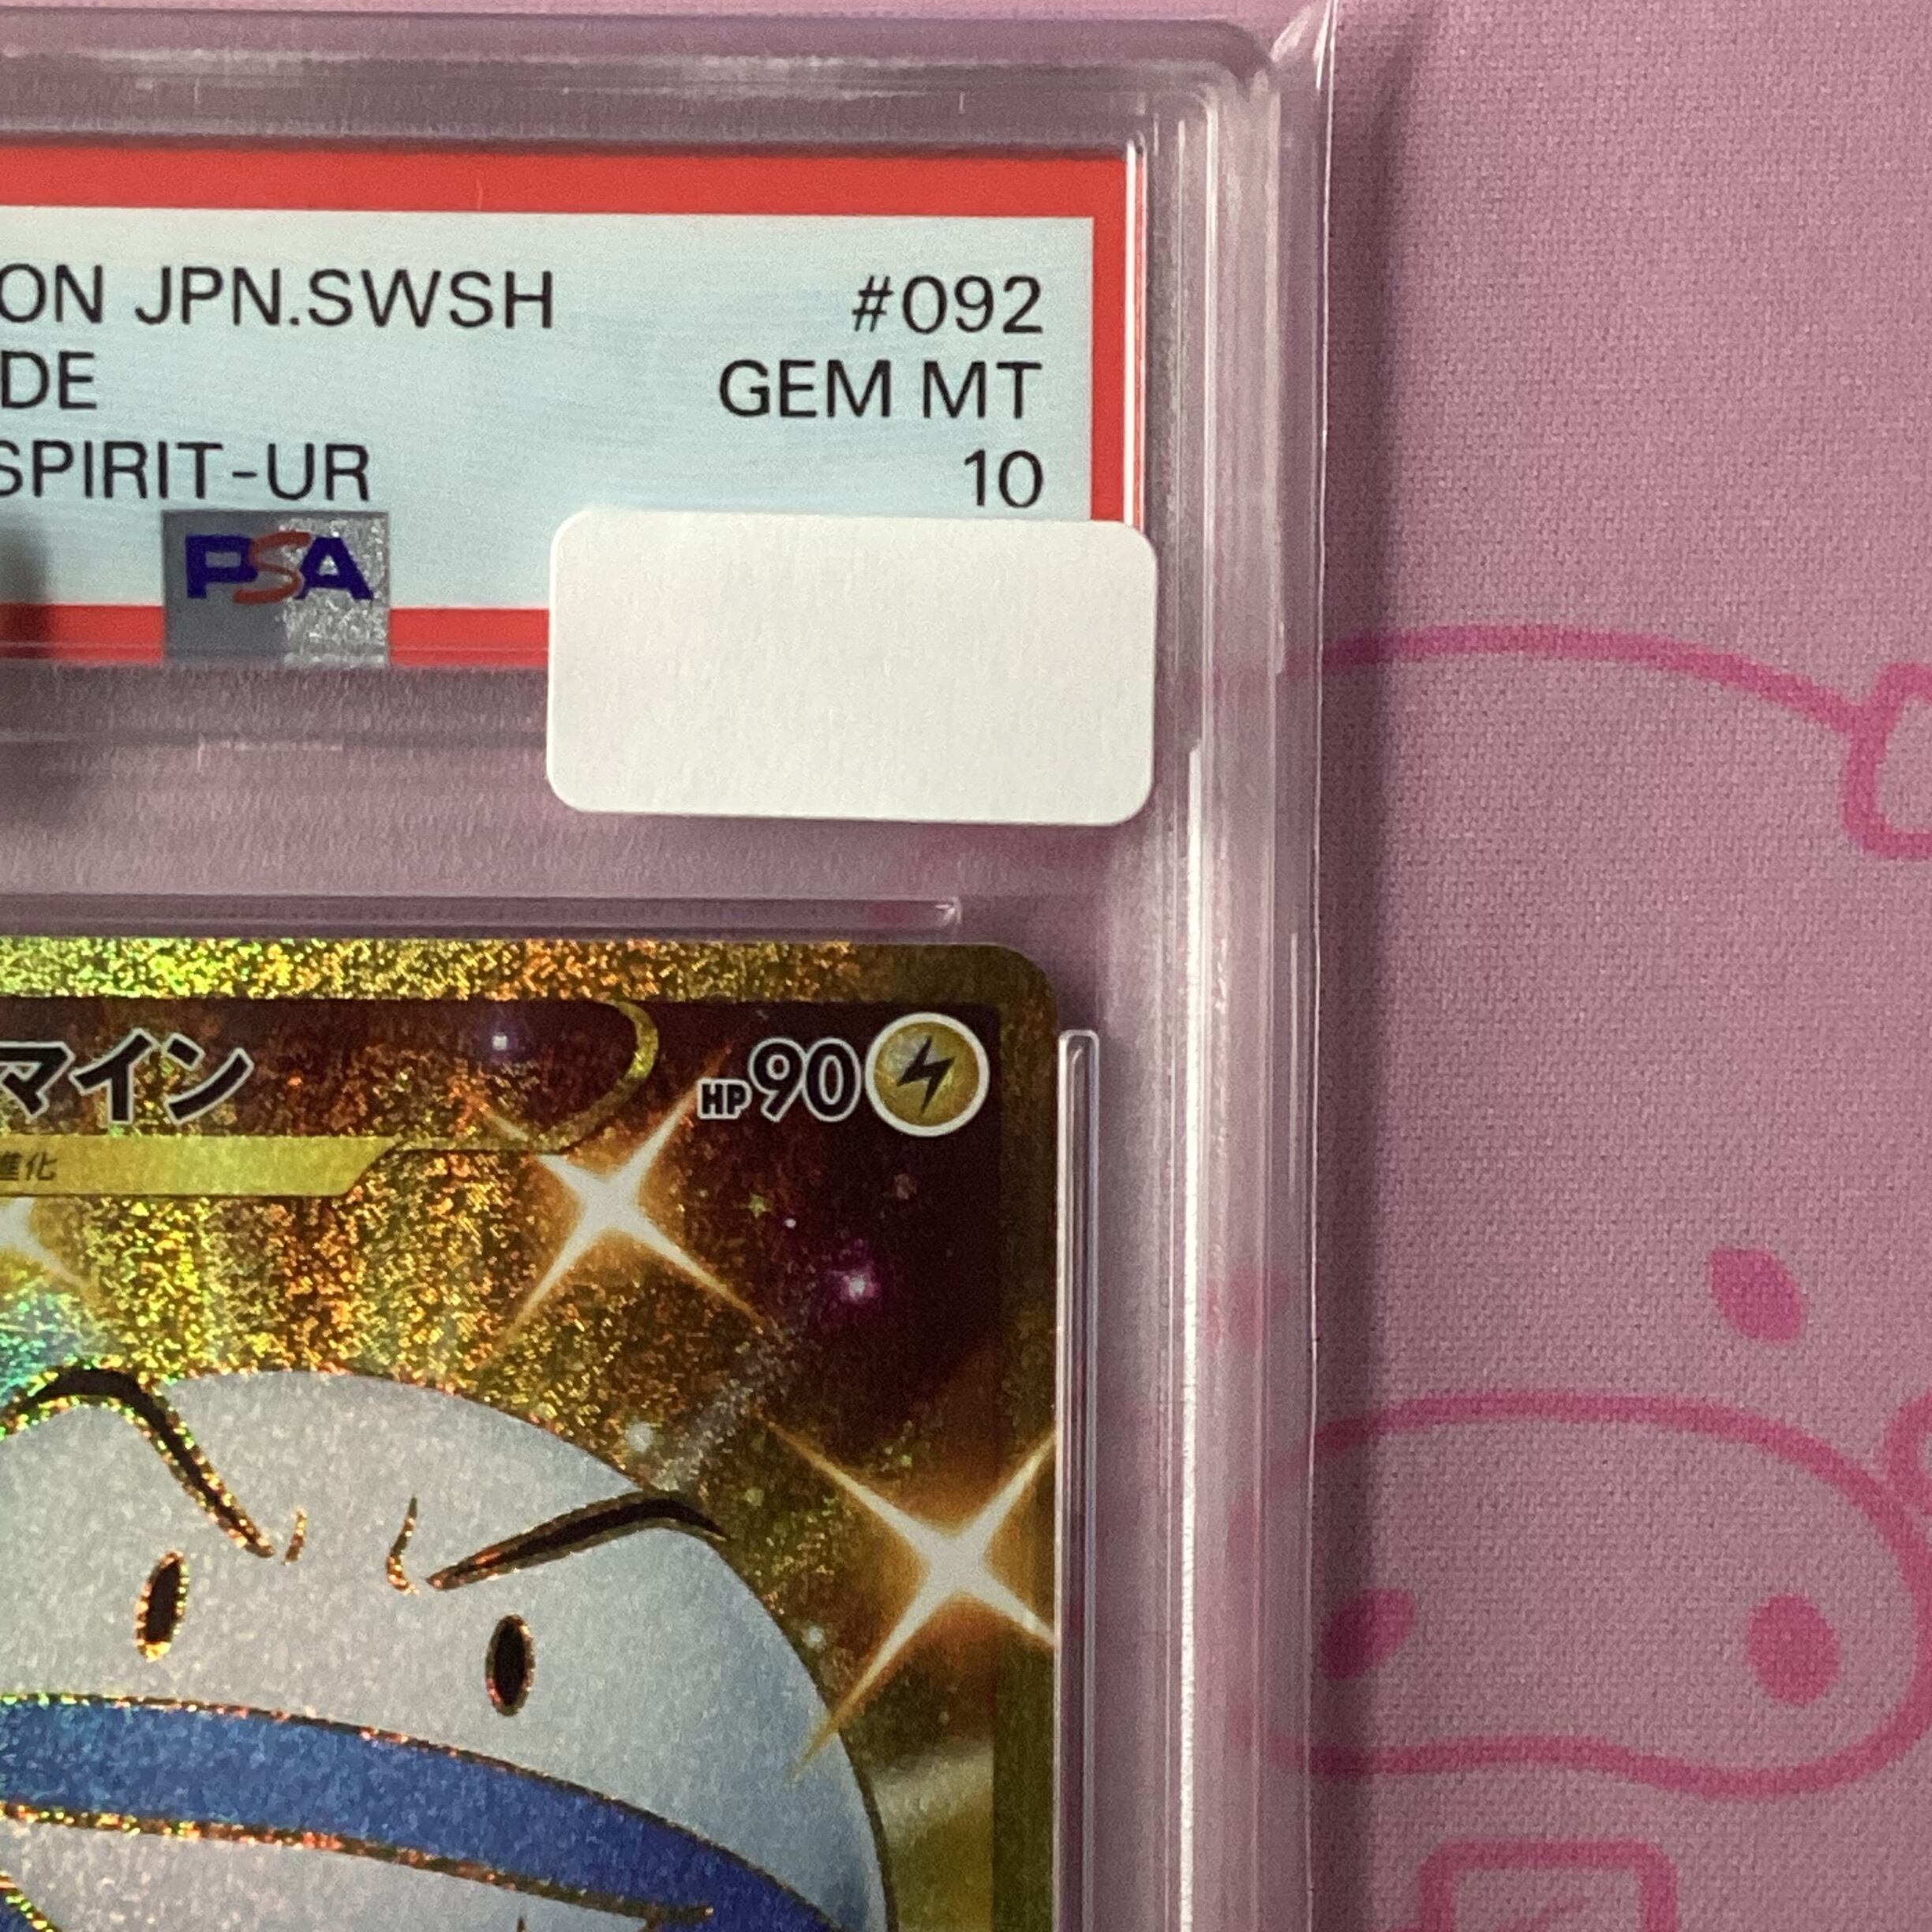 ON JPN.SWSH #092
DE GEM MT
SPIRIT-UR 10
PSA
マイン HP90
進化